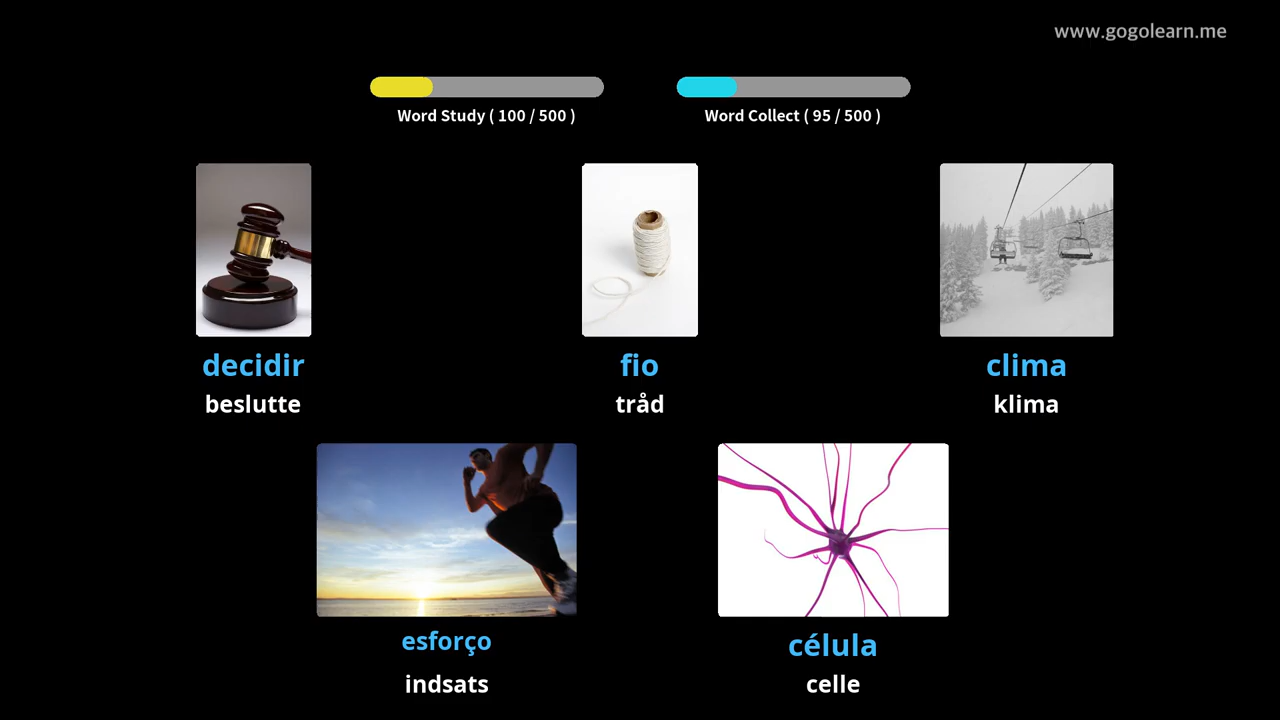 www.gogolearn.me
Word Study ( 100 / 500 )
Word Collect ( 95 / 500 )
decidir
beslutte
fio
tråd
clima
klima
esforço
indsats
célula
celle